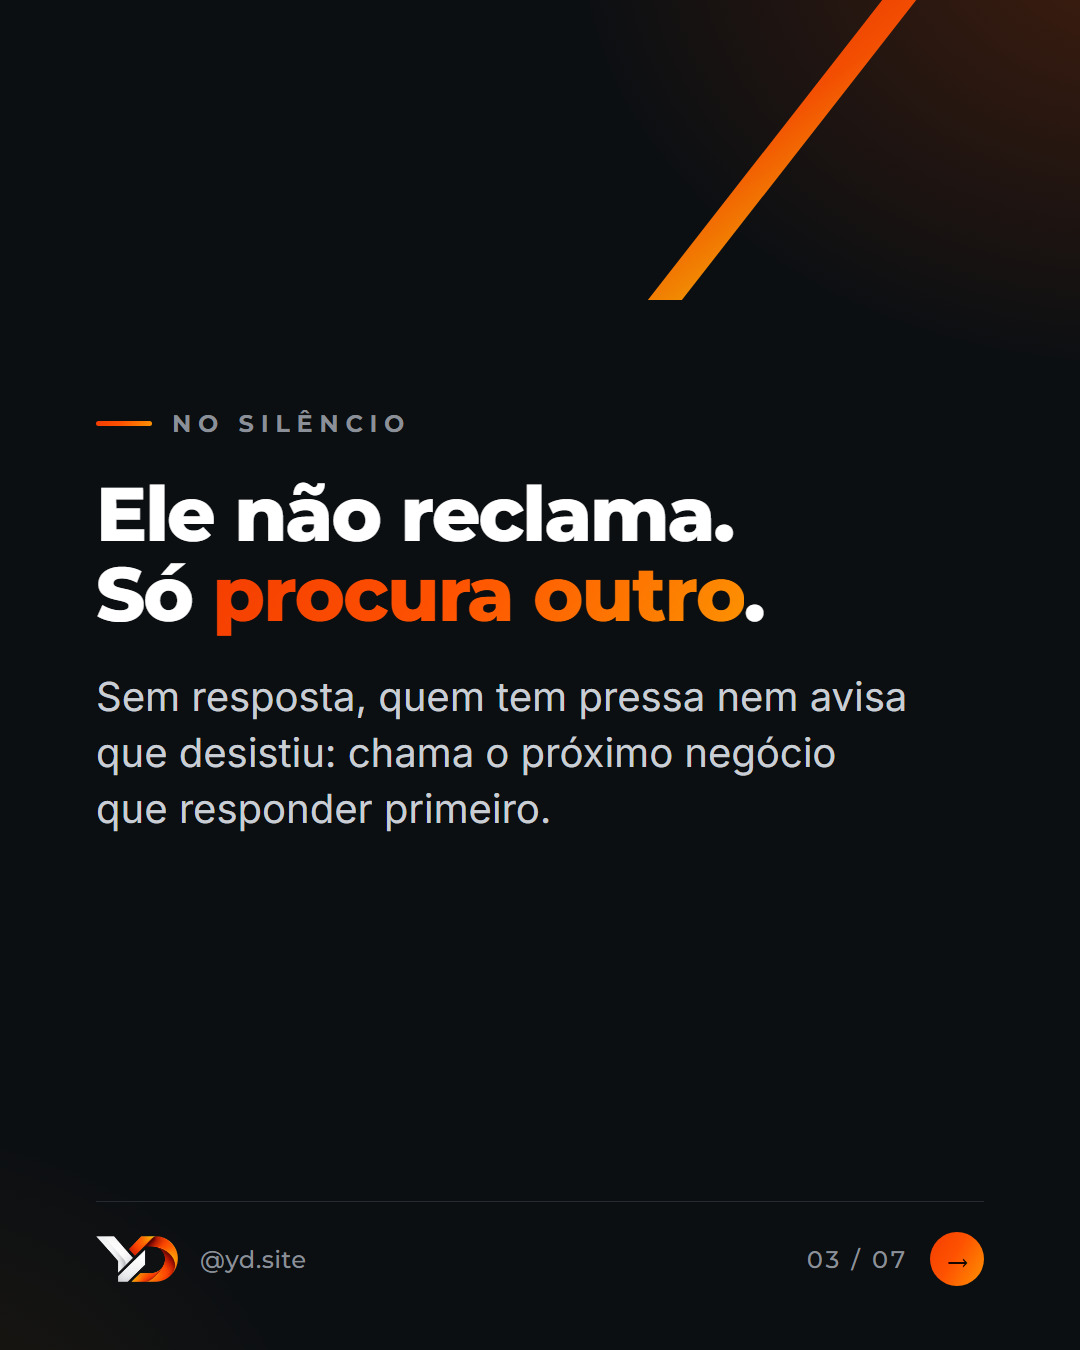 NO SILÊNCIO
Ele não reclama.
Só procura outro.
Sem resposta, quem tem pressa nem avisa
que desistiu: chama o próximo negócio
que responder primeiro.
YD @yd.site 03 / 07 →